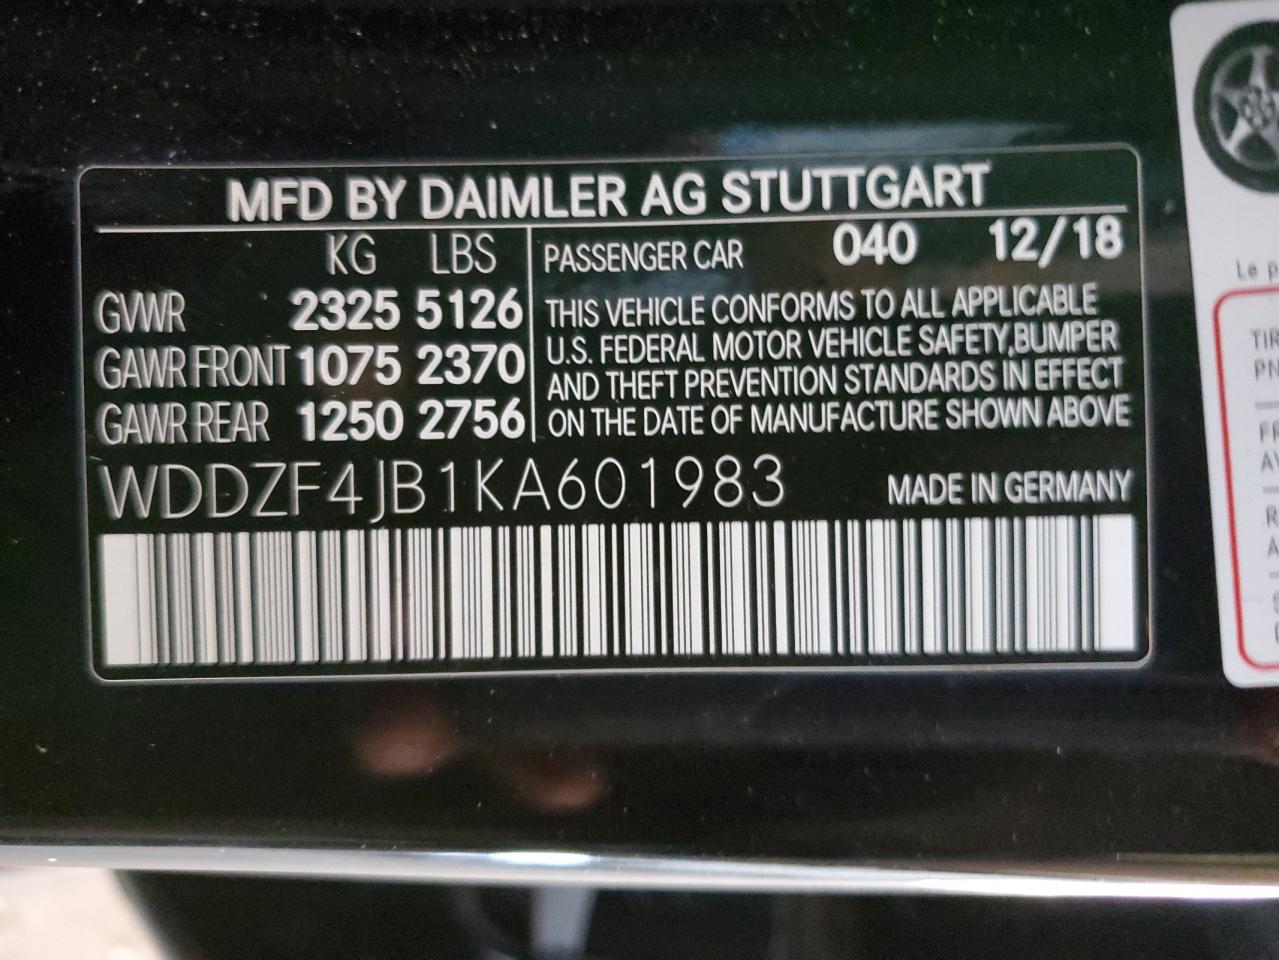 MFD BY DAIMLER AG STUTTGART
KG LBS
GVWR 2325 5126
GAWR FRONT 1075 2370
GAWR REAR 1250 2756
PASSENGER CAR 040 12/18
THIS VEHICLE CONFORMS TO ALL APPLICABLE
U.S. FEDERAL MOTOR VEHICLE SAFETY,BUMPER
AND THEFT PREVENTION STANDARDS IN EFFECT
ON THE DATE OF MANUFACTURE SHOWN ABOVE
WDDZF4JB1KA601983
MADE IN GERMANY